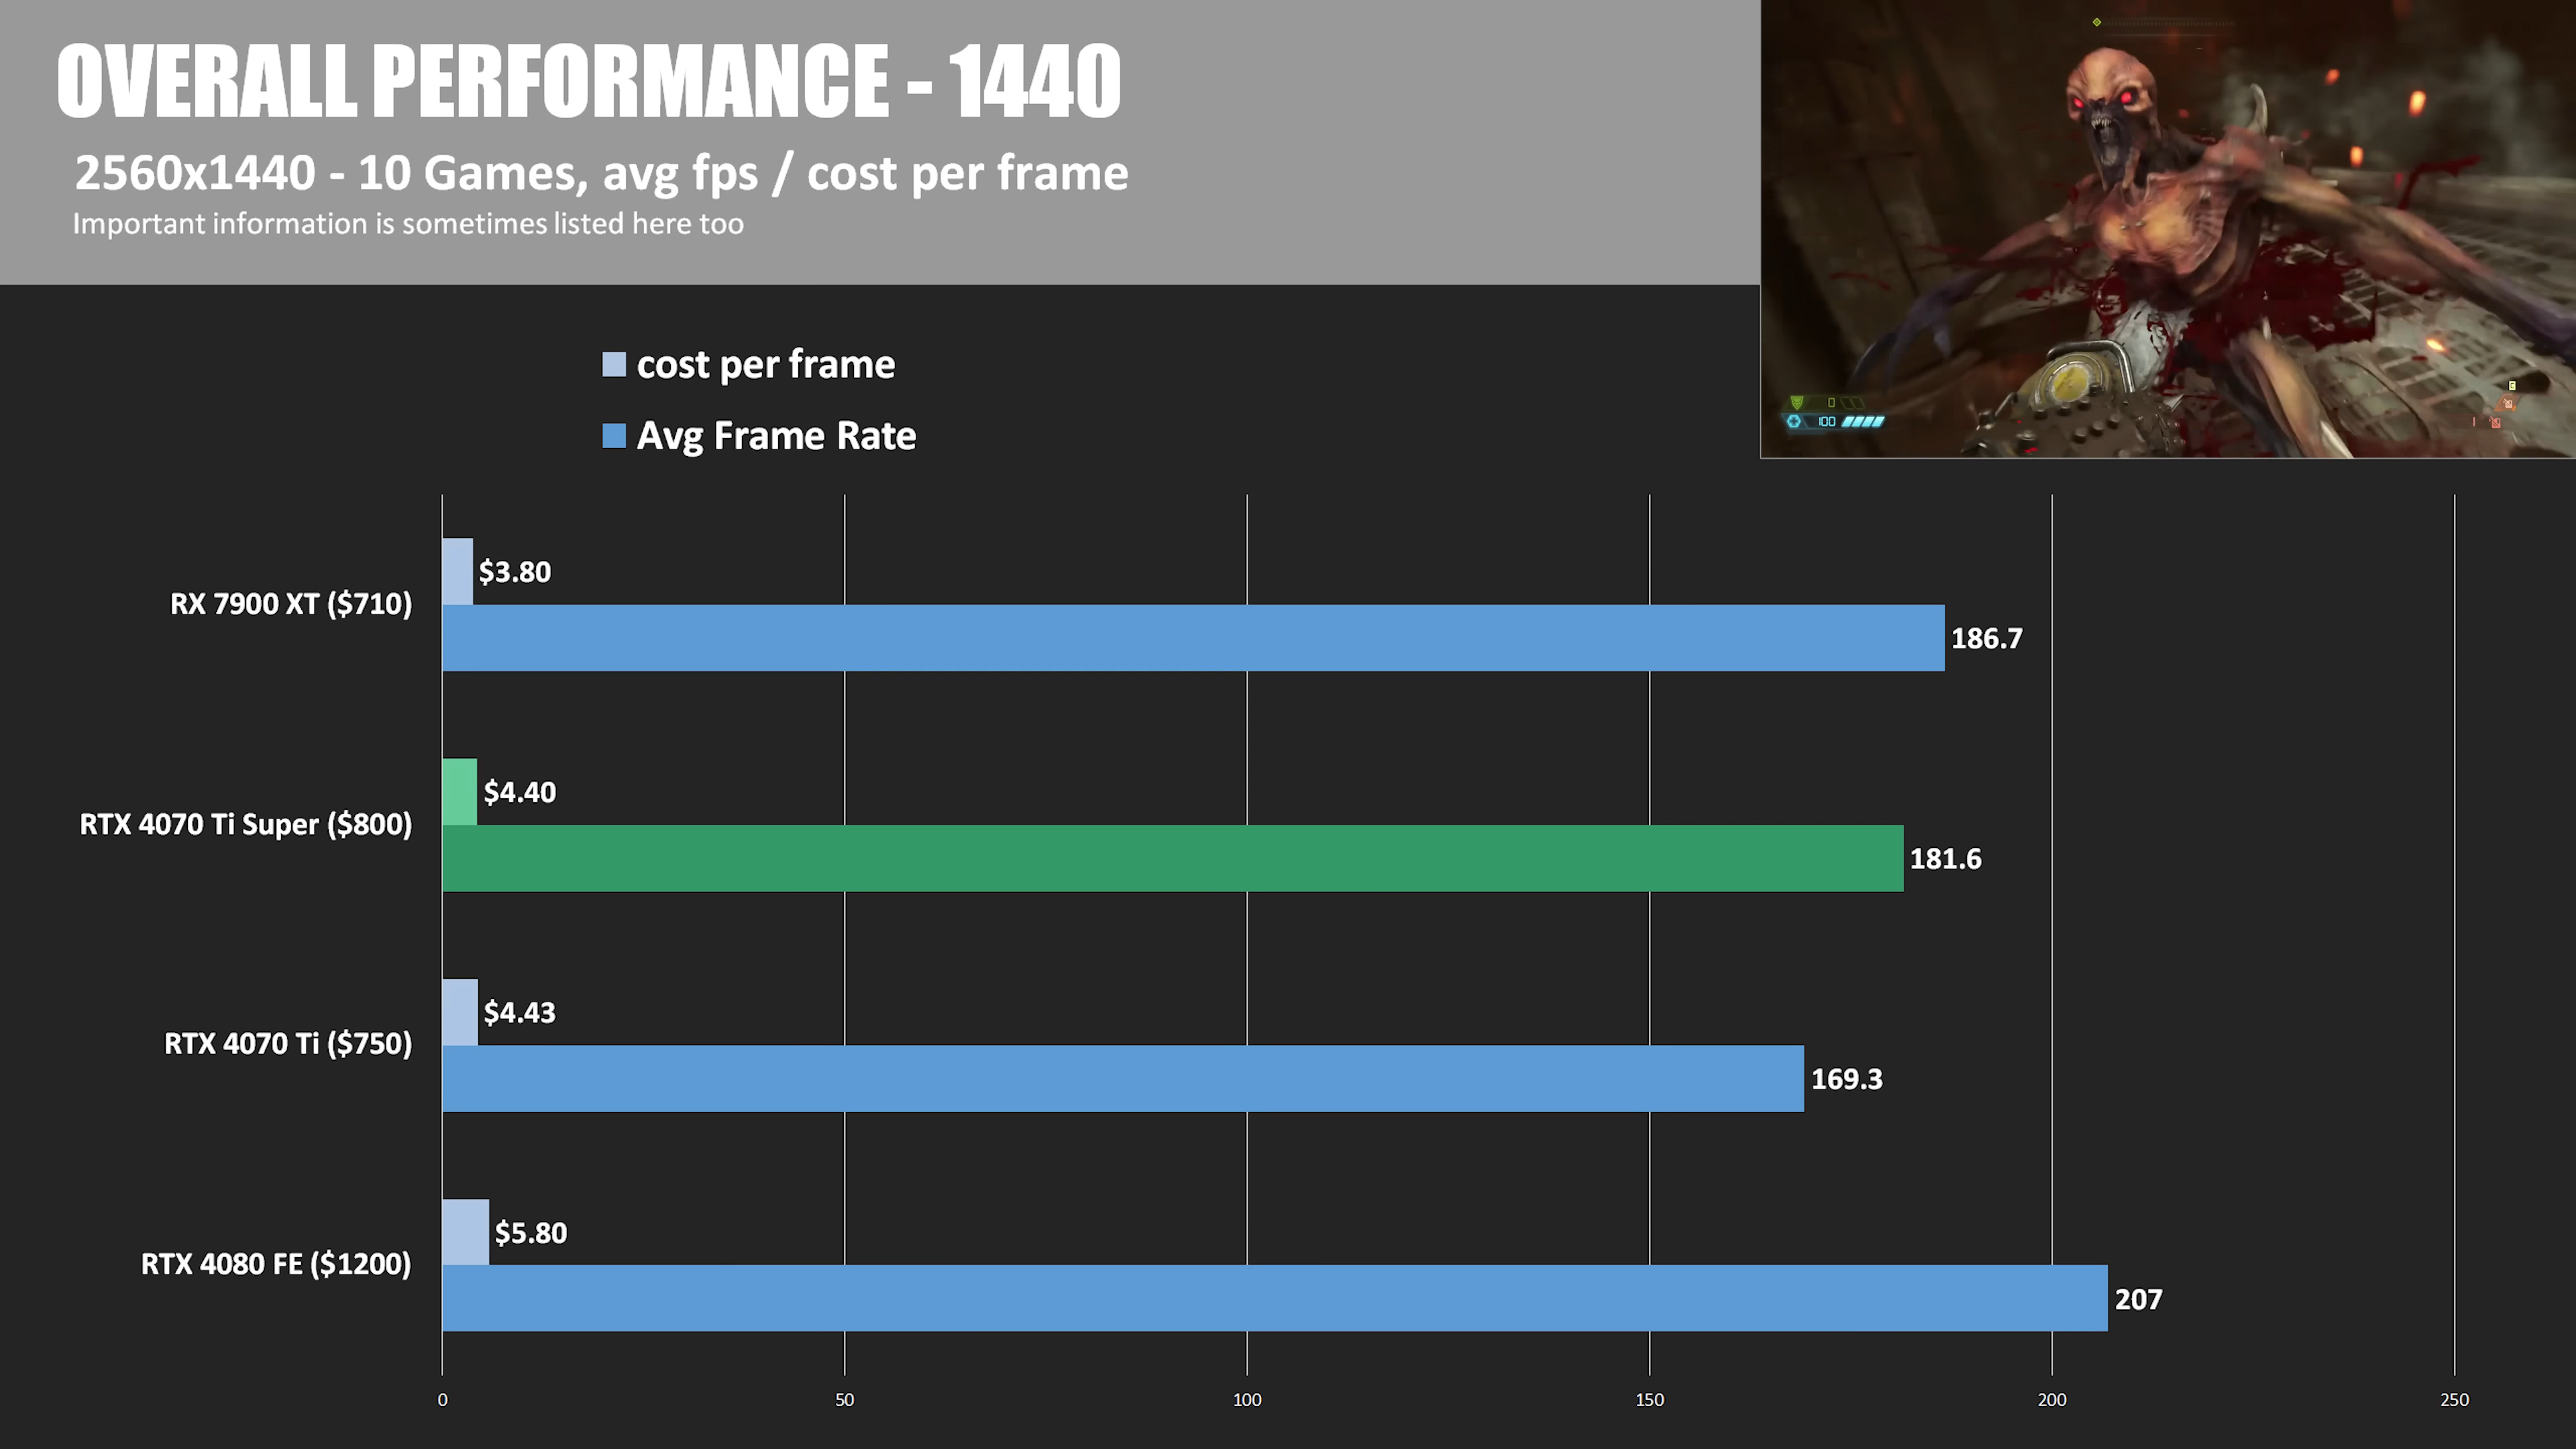 OVERALL PERFORMANCE - 1440
2560x1440 - 10 Games, avg fps / cost per frame
Important information is sometimes listed here too
0
100
cost per frame
Avg Frame Rate
RX 7900 XT ($710)
$3.80
186.7
RTX 4070 Ti Super ($800)
$4.40
181.6
RTX 4070 Ti ($750)
$4.43
169.3
RTX 4080 FE ($1200)
$5.80
207
0 50 100 150 200 250